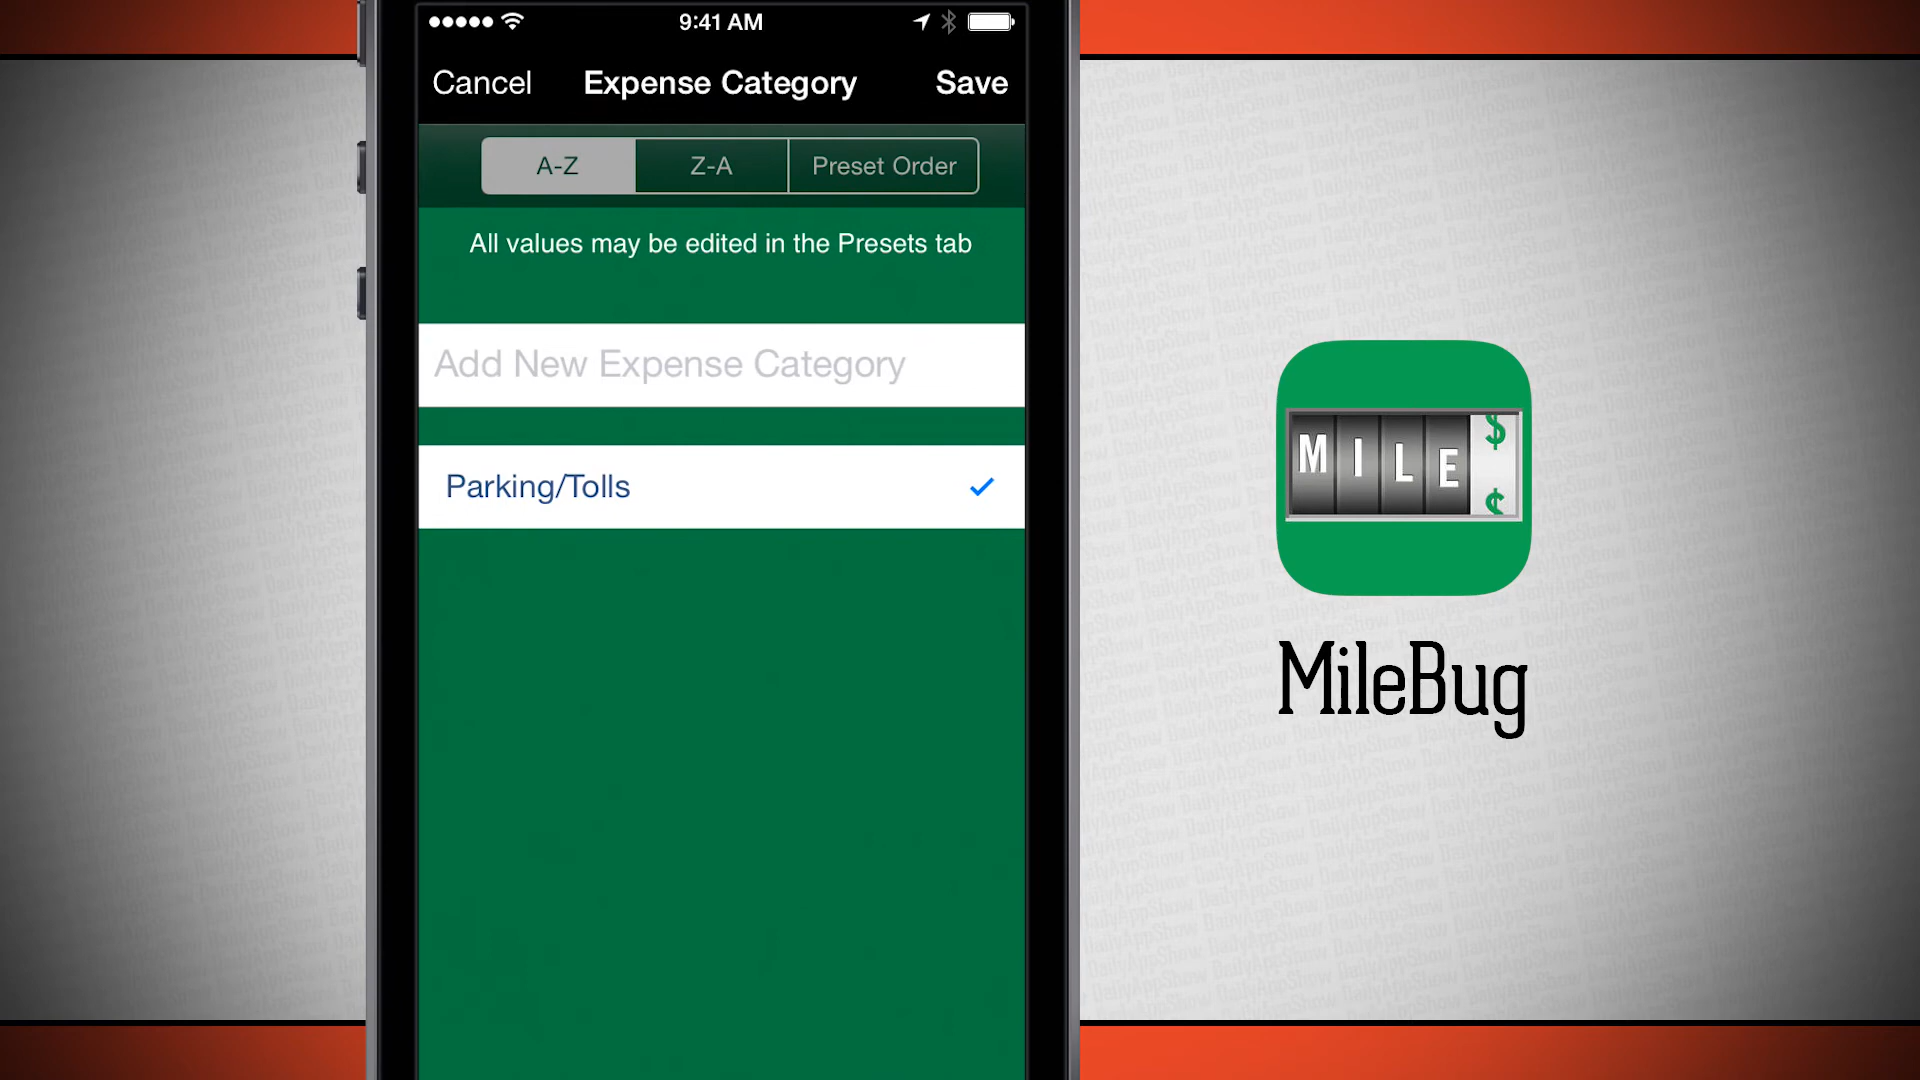 9:41 AM
Cancel Expense Category Save
A-Z Z-A Preset Order
All values may be edited in the Presets tab
Add New Expense Category
Parking/Tolls
MILE $
MileBug
DailyAppShow